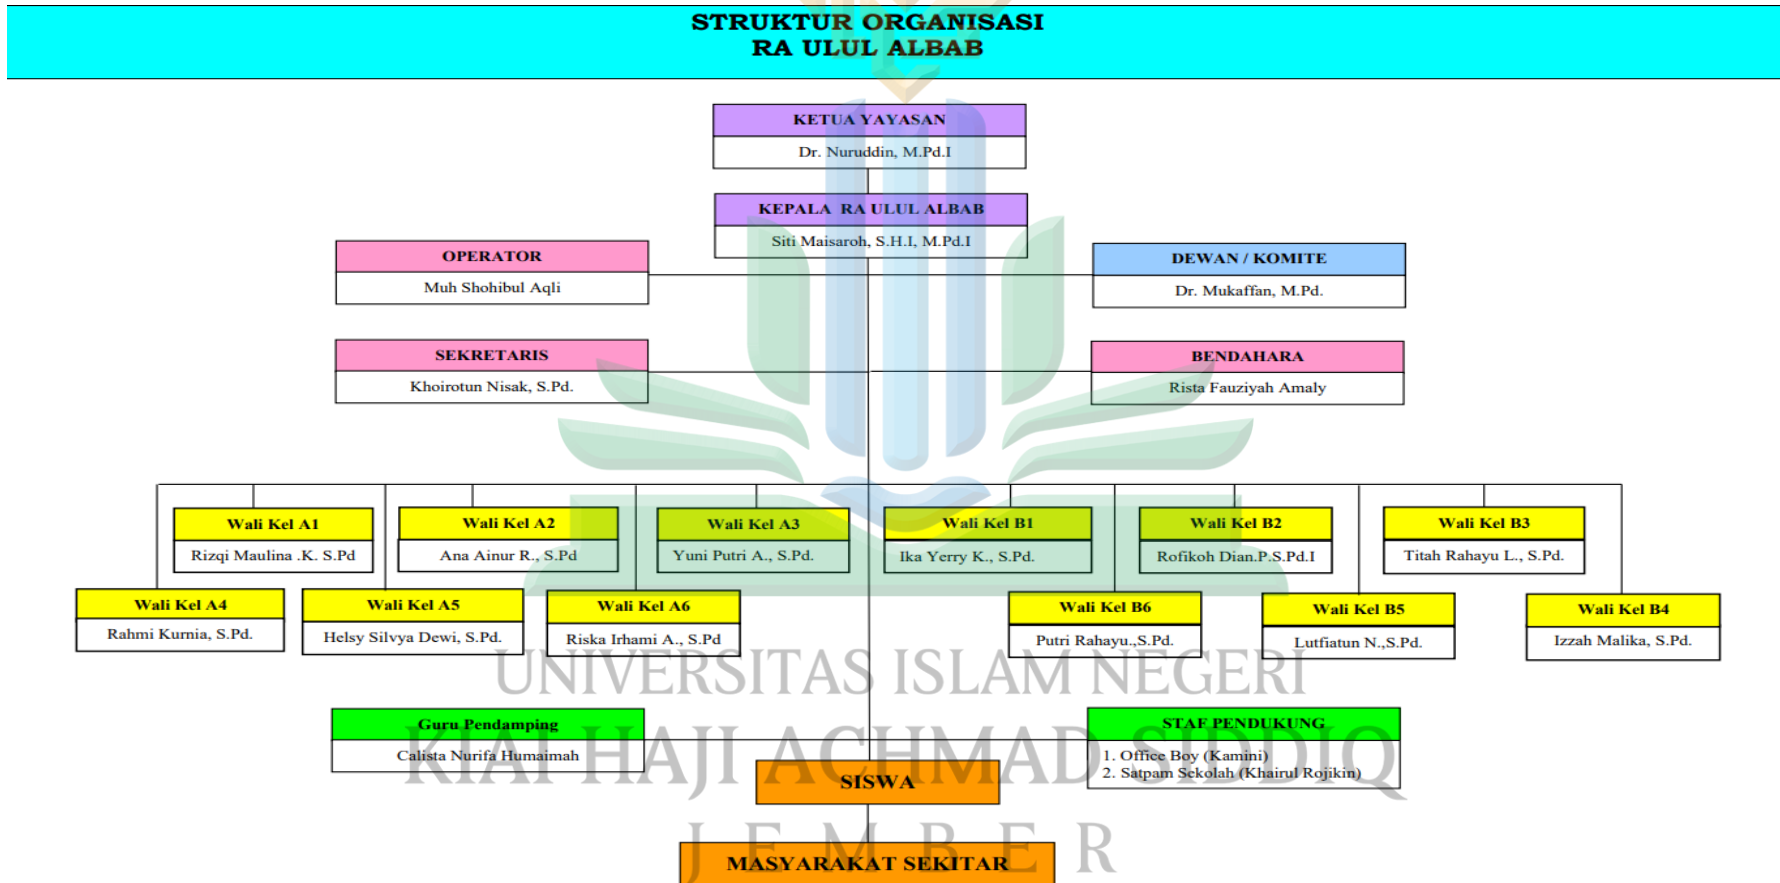 STRUKTUR ORGANISASI
RA ULUL ALBAB
KETUA YAYASAN
Dr. Nuruddin, M.Pd.I
KEPALA RA ULUL ALBAB
Siti Maisaroh, S.H.I, M.Pd.I
OPERATOR
Muh Shohibul Aqli
DEWAN / KOMITE
Dr. Mukaffan, M.Pd.
SEKRETARIS
Khoirotun Nisak, S.Pd.
BENDAHARA
Rista Fauziyah Amaly
Wali Kel A1
Rizqi Maulina .K. S.Pd
Wali Kel A2
Ana Ainur R., S.Pd
Wali Kel A3
Yuni Putri A., S.Pd.
Wali Kel B1
Ika Yerry K., S.Pd.
Wali Kel B2
Rofikoh Dian.P.S.Pd.I
Wali Kel B3
Titah Rahayu L., S.Pd.
Wali Kel A4
Rahmi Kurnia, S.Pd.
Wali Kel A5
Helsy Silvya Dewi, S.Pd.
Wali Kel A6
Riska Irhami A., S.Pd
Wali Kel B6
Putri Rahayu.,S.Pd.
Wali Kel B5
Lutfiatun N.,S.Pd.
Wali Kel B4
Izzah Malika, S.Pd.
UNIVERSITAS ISLAM NEGERI
Guru Pendamping
Calista Nurifa Humaimah
STAF PENDUKUNG
1. Office Boy (Kamini)
2. Satpam Sekolah (Khairul Rojikin)
KIAI HAJI ACHMAD SIDDIQ
SISWA
JEMBER
MASYARAKAT SEKITAR